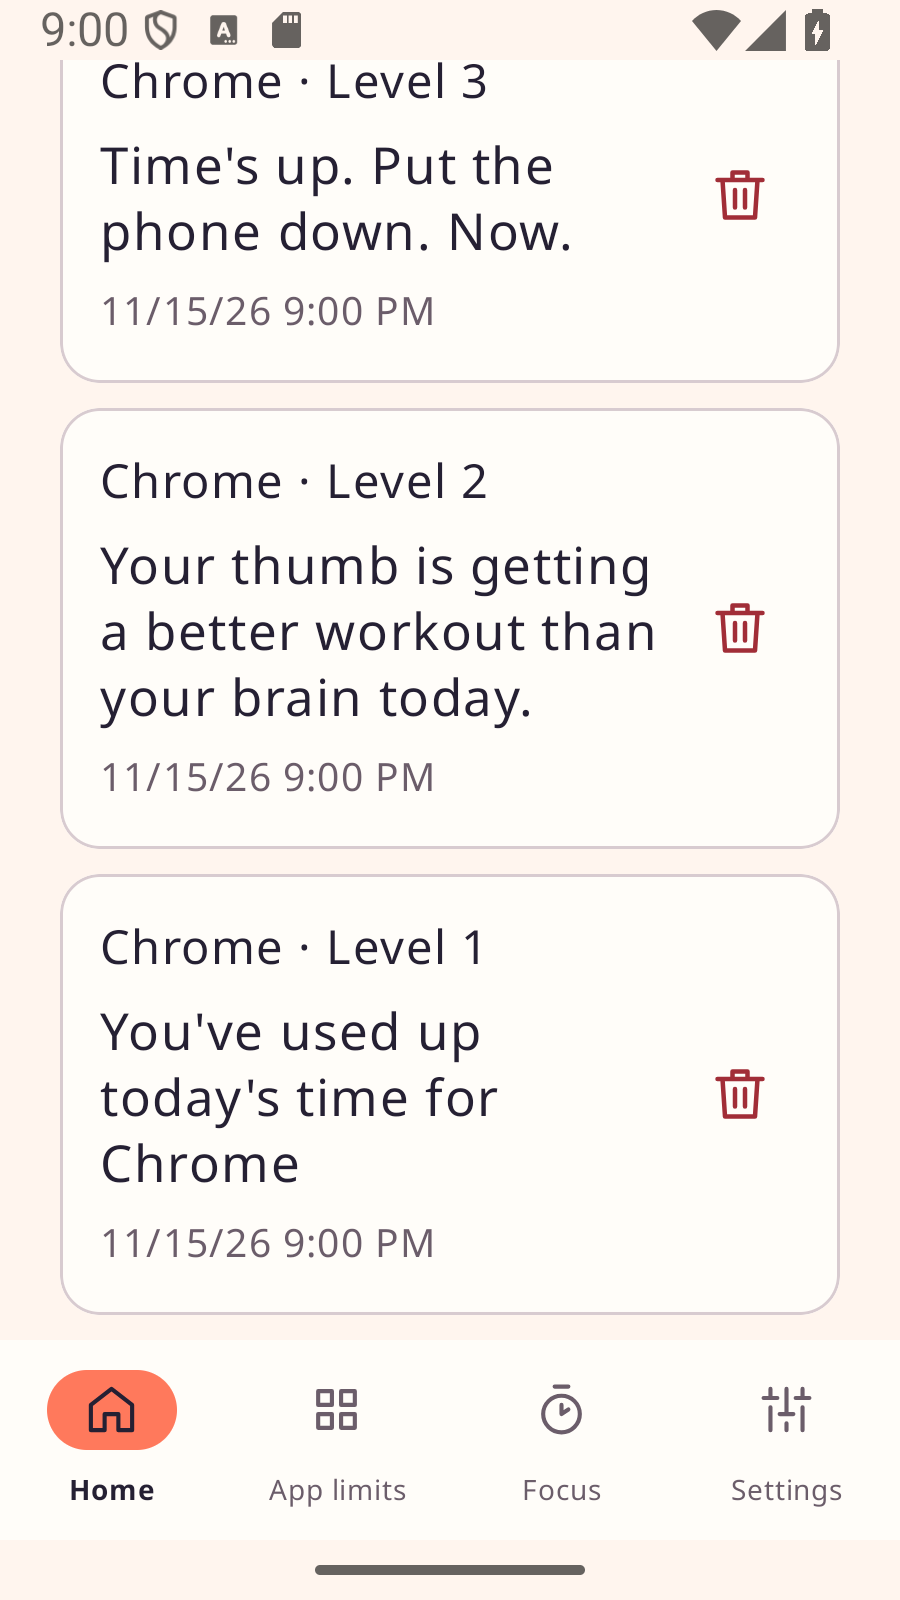 9:00
Chrome · Level 3
Time's up. Put the
phone down. Now.
11/15/26 9:00 PM
Chrome · Level 2
Your thumb is getting
a better workout than
your brain today.
11/15/26 9:00 PM
Chrome · Level 1
You've used up
today's time for
Chrome
11/15/26 9:00 PM
Home
App limits
Focus
Settings